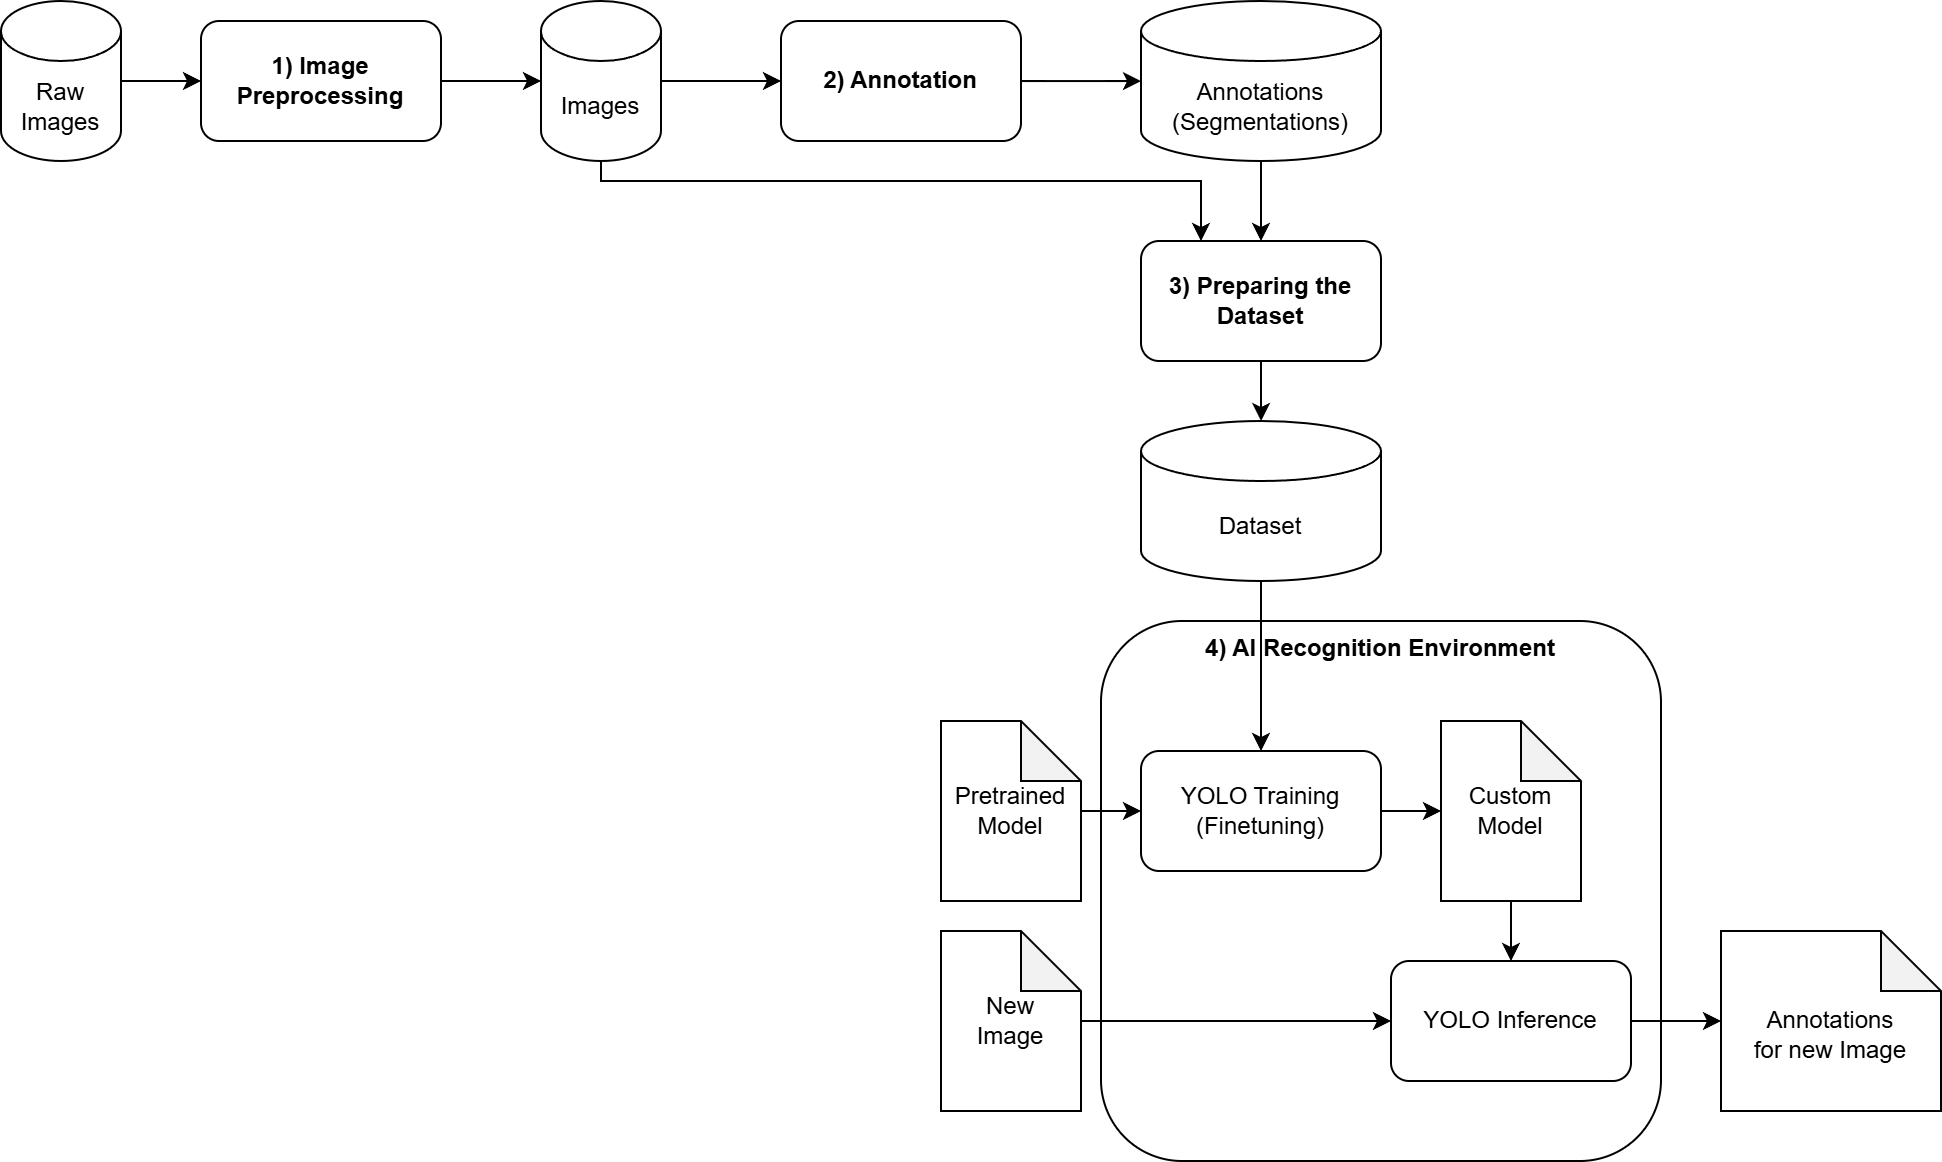 Raw
Images
1) Image
Preprocessing
Images
2) Annotation
Annotations
(Segmentations)
3) Preparing the
Dataset
Dataset
4) AI Recognition Environment
Pretrained
Model
YOLO Training
(Finetuning)
Custom
Model
New
Image
YOLO Inference
Annotations
for new Image